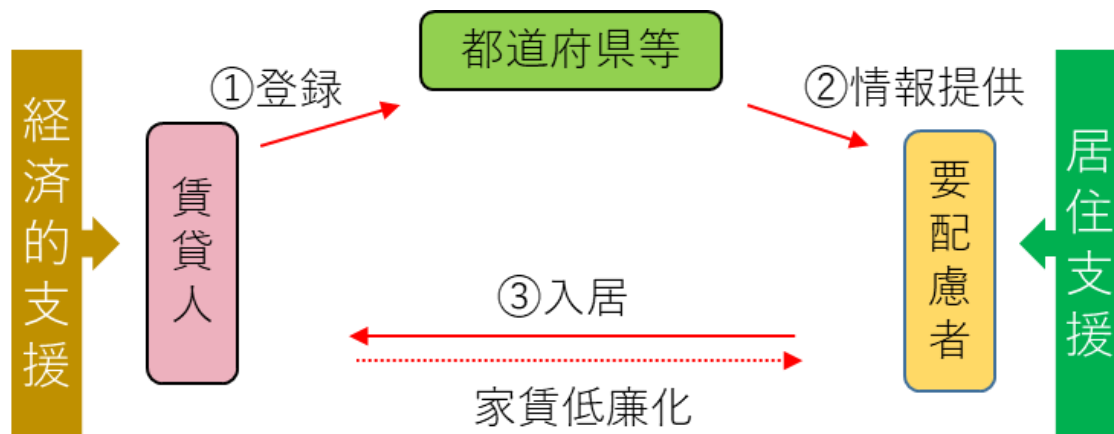 都道府県等
①登録
②情報提供
経済的支援
賃貸人
要配慮者
居住支援
③入居
家賃低廉化